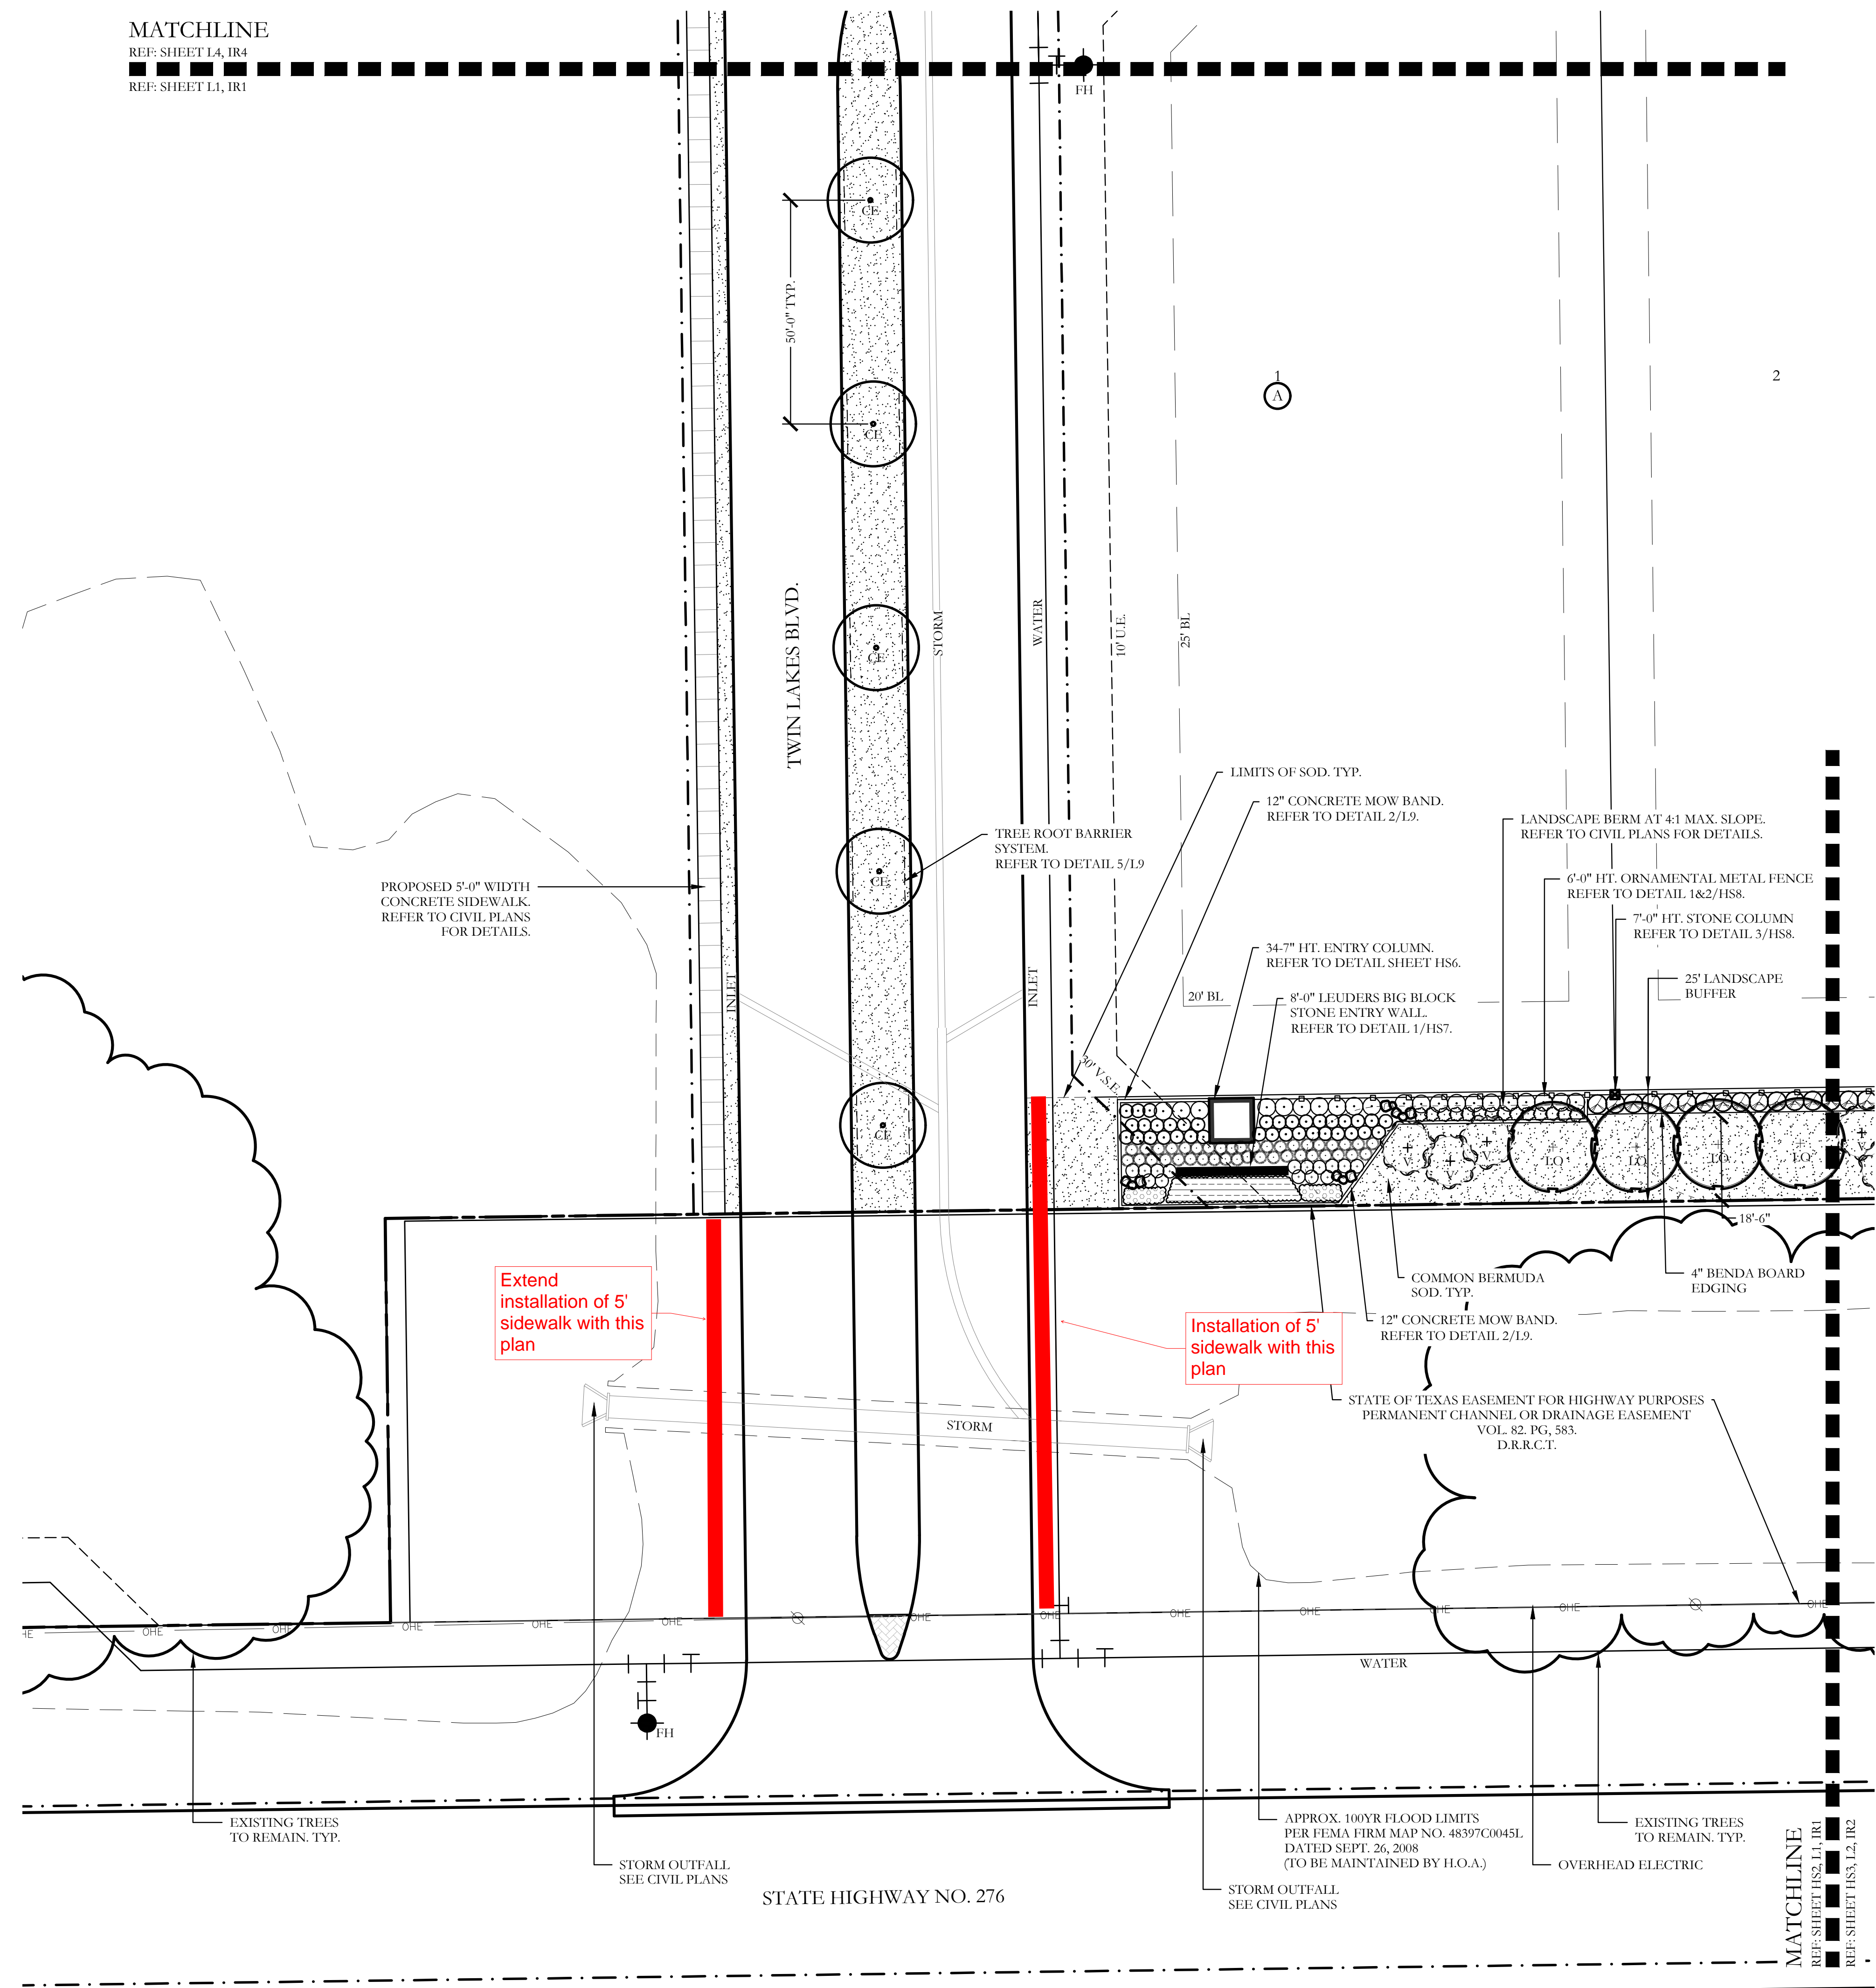 MATCHLINE
REF: SHEET L4, IR4
REF: SHEET L1, IR1
FH
CE
50'-0" TYP.
CE
1
A
2
TWIN LAKES BLVD.
CE
STORM
WATER
10' U.E.
25' BL
LIMITS OF SOD. TYP.
12" CONCRETE MOW BAND.
REFER TO DETAIL 2/L9.
TREE ROOT BARRIER
SYSTEM.
REFER TO DETAIL 5/L9
LANDSCAPE BERM AT 4:1 MAX. SLOPE.
REFER TO CIVIL PLANS FOR DETAILS.
PROPOSED 5'-0" WIDTH
CONCRETE SIDEWALK.
REFER TO CIVIL PLANS
FOR DETAILS.
CE
6'-0" HT. ORNAMENTAL METAL FENCE
REFER TO DETAIL 1&2/HS8.
7'-0" HT. STONE COLUMN
REFER TO DETAIL 3/HS8.
34-7" HT. ENTRY COLUMN.
REFER TO DETAIL SHEET HS6.
25' LANDSCAPE
BUFFER
INLET
INLET
20' BL
8'-0" LEUDERS BIG BLOCK
STONE ENTRY WALL.
REFER TO DETAIL 1/HS7.
30' V.S.E.
CE
V
V
V
LO
LO
LO
LO
V
18'-6"
Extend
installation of 5'
sidewalk with this
plan
COMMON BERMUDA
SOD. TYP.
4" BENDA BOARD
EDGING
Installation of 5'
sidewalk with this
plan
12" CONCRETE MOW BAND.
REFER TO DETAIL 2/L9.
STATE OF TEXAS EASEMENT FOR HIGHWAY PURPOSES
PERMANENT CHANNEL OR DRAINAGE EASEMENT
VOL. 82. PG, 583.
D.R.R.C.T.
STORM
OHE
OHE
OHE
OHE
OHE
OHE
OHE
OHE
OHE
OHE
OHE
OHE
OHE
OHE
WATER
FH
EXISTING TREES
TO REMAIN. TYP.
STORM OUTFALL
SEE CIVIL PLANS
APPROX. 100YR FLOOD LIMITS
PER FEMA FIRM MAP NO. 48397C0045L
DATED SEPT. 26, 2008
(TO BE MAINTAINED BY H.O.A.)
EXISTING TREES
TO REMAIN. TYP.
OVERHEAD ELECTRIC
STORM OUTFALL
SEE CIVIL PLANS
STATE HIGHWAY NO. 276
MATCHLINE
REF: SHEET HS2, L1, IR1
REF: SHEET HS3, L2, IR2